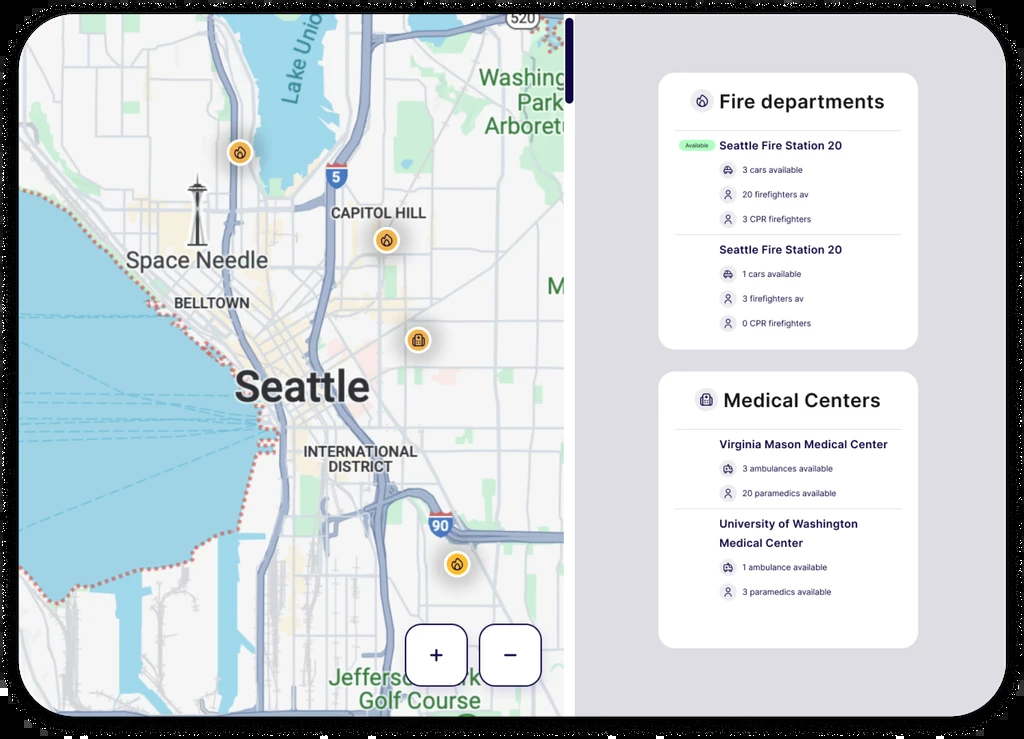 520
Lake Unio
Washing
Park
Arboretu
5
CAPITOL HILL
Space Needle
M
BELLTOWN
Seattle
INTERNATIONAL
DISTRICT
90
+
−
Jefferso rk
Golf Course
Fire departments
Available
Seattle Fire Station 20
3 cars available
20 firefighters av
3 CPR firefighters
Seattle Fire Station 20
1 cars available
3 firefighters av
0 CPR firefighters
Medical Centers
Virginia Mason Medical Center
3 ambulances available
20 paramedics available
University of Washington
Medical Center
1 ambulance available
3 paramedics available